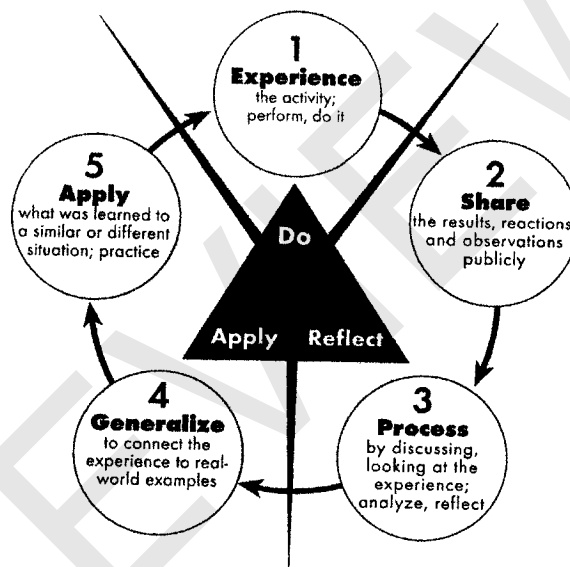 1
Experience
the activity;
perform, do it
2
Share
the results, reactions
and observations
publicly
3
Process
by discussing,
looking at the
experience;
analyze, reflect
4
Generalize
to connect the
experience to real-
world examples
5
Apply
what was learned to
a similar or different
situation; practice
Do
Apply Reflect